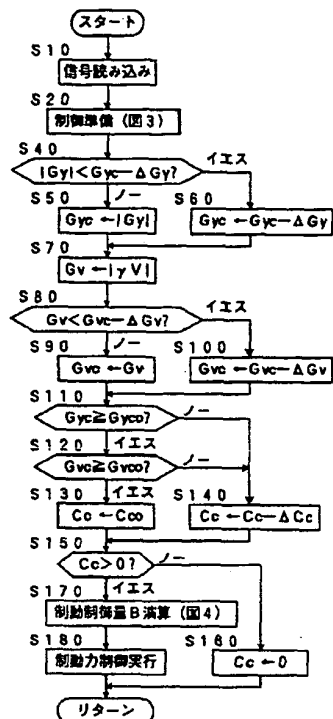 スタート
S10
信号読み込み
S20
制御準備(図3)
S40
|Gy|<Gyc−ΔGy?
イエス
ノー
S50
Gyc←|Gy|
S60
Gyc←Gyc−ΔGy
S70
Gv←|γV|
S80
Gv<Gvc−ΔGv?
イエス
ノー
S90
Gvc←Gv
S100
Gvc←Gvc−ΔGv
S110
Gyc≧Gyco?
ノー
イエス
S120
Gvc≧Gvco?
ノー
イエス
S130
Cc←Cco
S140
Cc←Cc−ΔCc
S150
Cc>0?
ノー
イエス
S170
制動制御量B演算(図4)
S180
制動力制御実行
S160
Cc←0
リターン